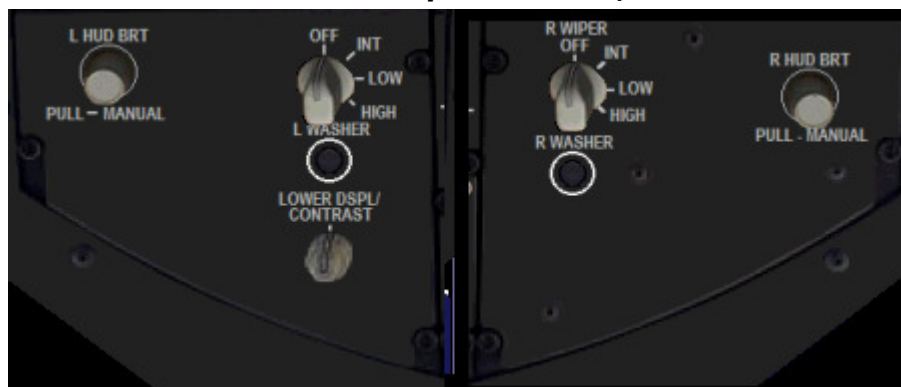 L HUD BRT
PULL – MANUAL
OFF
INT
LOW
HIGH
L WASHER
LOWER DSPL/
CONTRAST
R WIPER
OFF
INT
LOW
HIGH
R WASHER
R HUD BRT
PULL - MANUAL